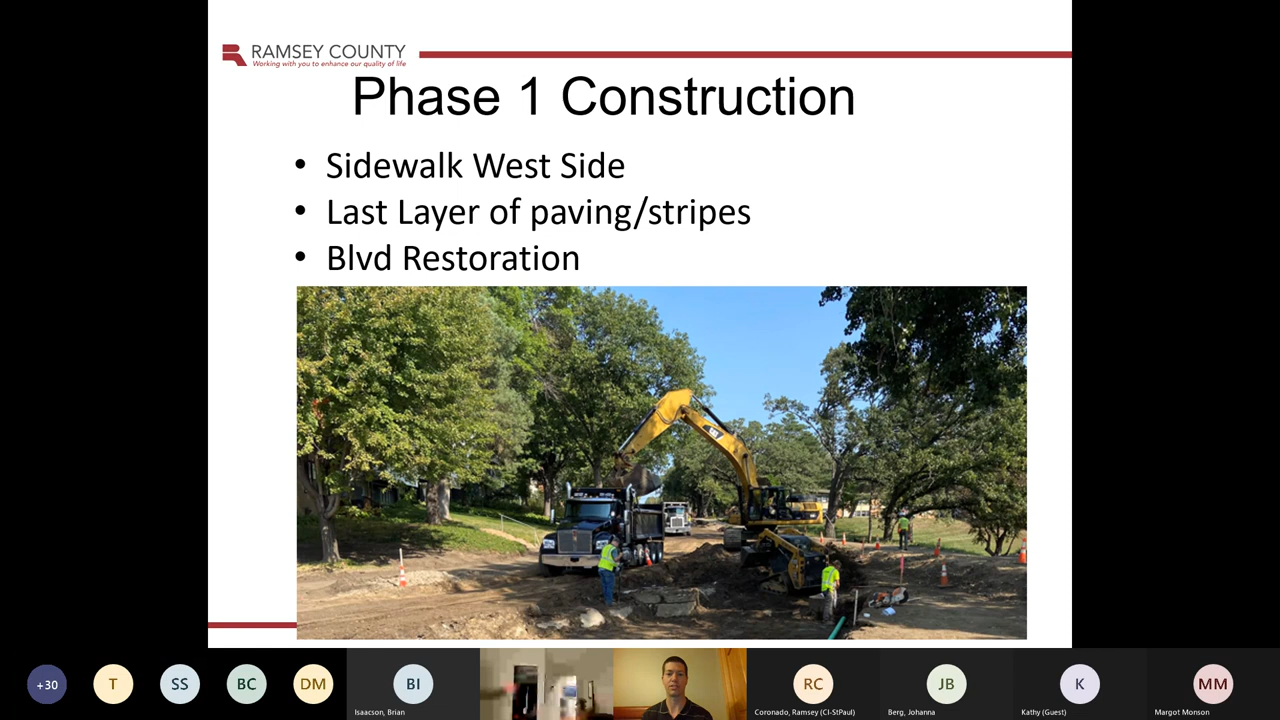 RAMSEY COUNTY
Working with you to enhance our quality of life
Phase 1 Construction
• Sidewalk West Side
• Last Layer of paving/stripes
• Blvd Restoration
CAT
+30
T
SS
BC
DM
BI
Isaacson, Brian
RC
Coronado, Ramsey (CI-StPaul)
JB
Berg, Johanna
K
Kathy (Guest)
MM
Margot Monson